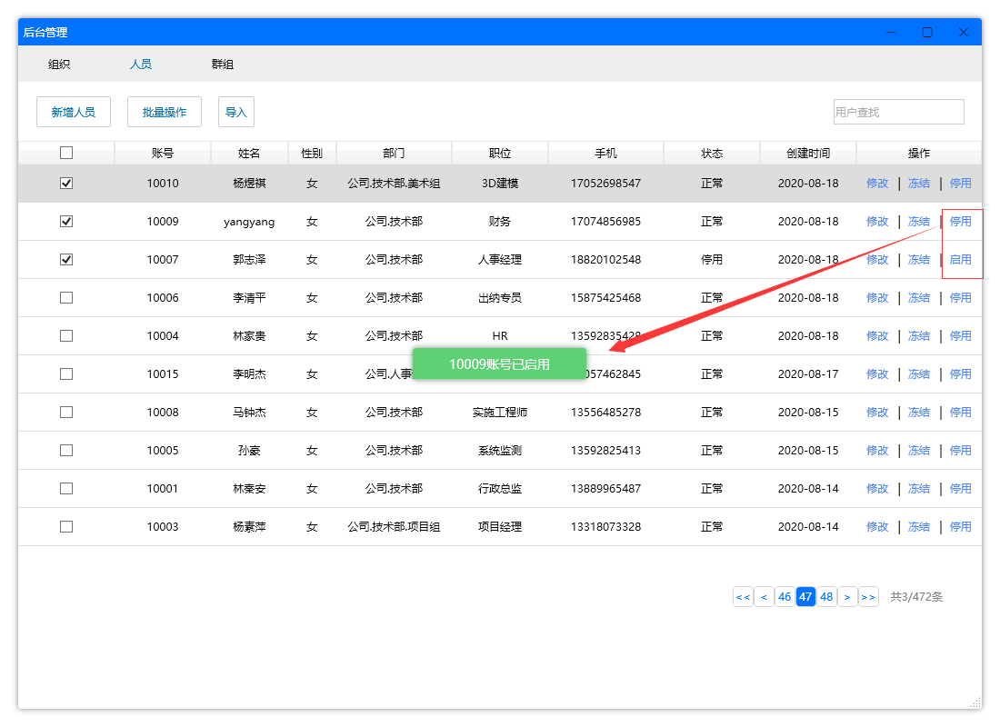 后台管理
组织 人员 群组
新增人员 批量操作 导入 用户查找
账号 姓名 性别 部门 职位 手机 状态 创建时间 操作
10010 杨煜祺 女 公司.技术部.美术组 3D建模 17052698547 正常 2020-08-18 修改 | 冻结 | 停用
10009 yangyang 女 公司.技术部 财务 17074856985 正常 2020-08-18 修改 | 冻结 | 停用
10007 郭志泽 女 公司.技术部 人事经理 18820102548 停用 2020-08-18 修改 | 冻结 | 启用
10006 李清平 女 公司.技术部 出纳专员 15875425468 正常 2020-08-18 修改 | 冻结 | 停用
10004 林家贵 女 公司.技术部 HR 13592835428 正常 2020-08-18 修改 | 冻结 | 停用
10009账号已启用
10015 李明杰 女 公司.人事 057462845 正常 2020-08-17 修改 | 冻结 | 停用
10008 马钟杰 女 公司.技术部 实施工程师 13556485278 正常 2020-08-15 修改 | 冻结 | 停用
10005 孙豪 女 公司.技术部 系统监测 13592825413 正常 2020-08-15 修改 | 冻结 | 停用
10001 林秦安 女 公司.技术部 行政总监 13889965487 正常 2020-08-14 修改 | 冻结 | 停用
10003 杨素萍 女 公司.技术部.项目组 项目经理 13318073328 正常 2020-08-14 修改 | 冻结 | 停用
<< < 46 47 48 > >> 共3/472条